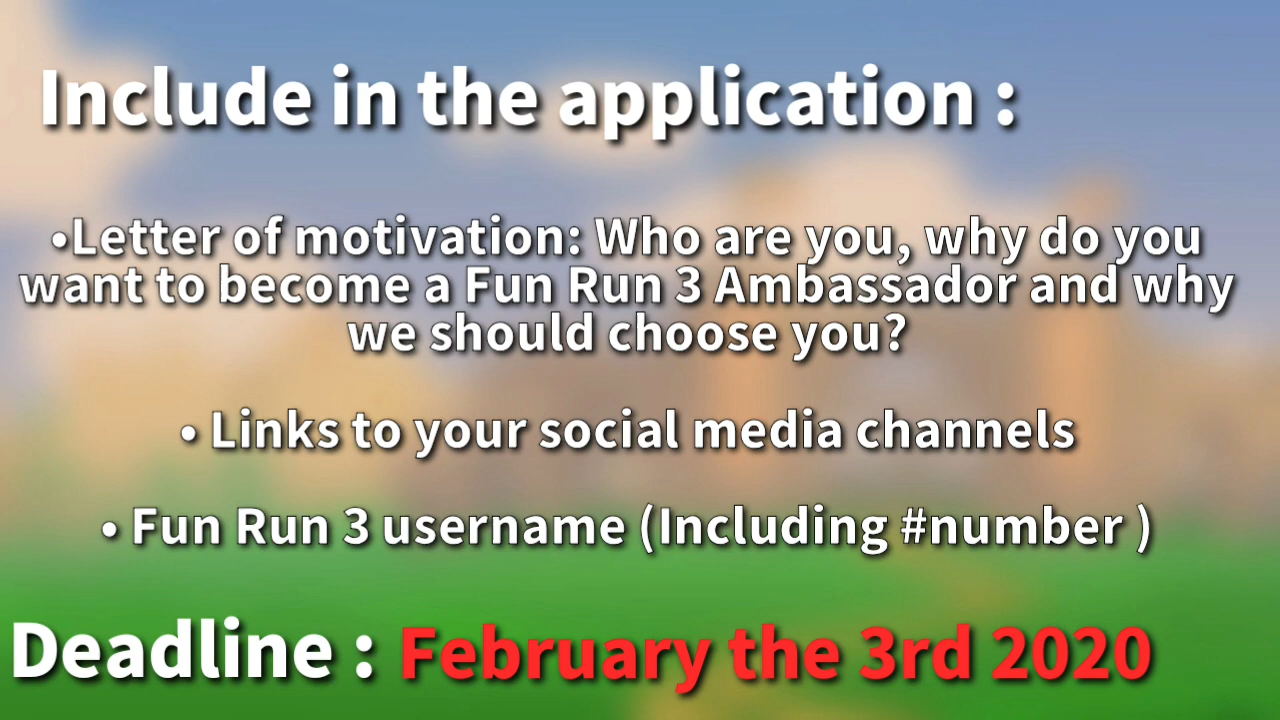 Include in the application :
•Letter of motivation: Who are you, why do you
want to become a Fun Run 3 Ambassador and why
we should choose you?
• Links to your social media channels
• Fun Run 3 username (Including #number )
Deadline : February the 3rd 2020